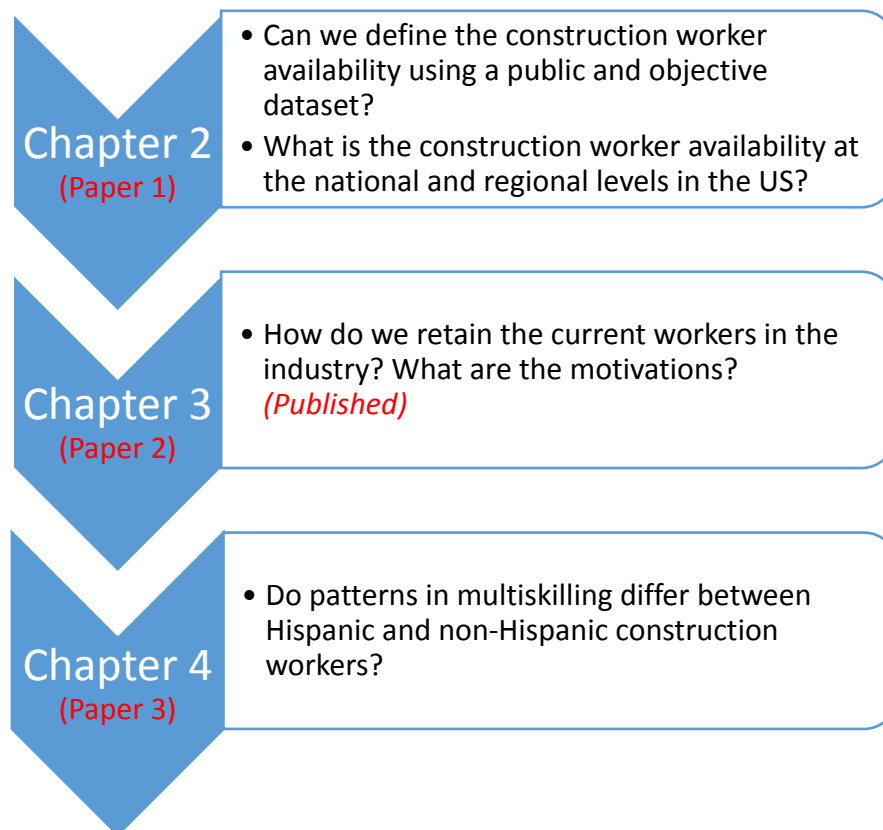 Chapter 2
(Paper 1)
• Can we define the construction worker
availability using a public and objective
dataset?
• What is the construction worker availability at
the national and regional levels in the US?
Chapter 3
(Paper 2)
• How do we retain the current workers in the
industry? What are the motivations?
(Published)
Chapter 4
(Paper 3)
• Do patterns in multiskilling differ between
Hispanic and non-Hispanic construction
workers?